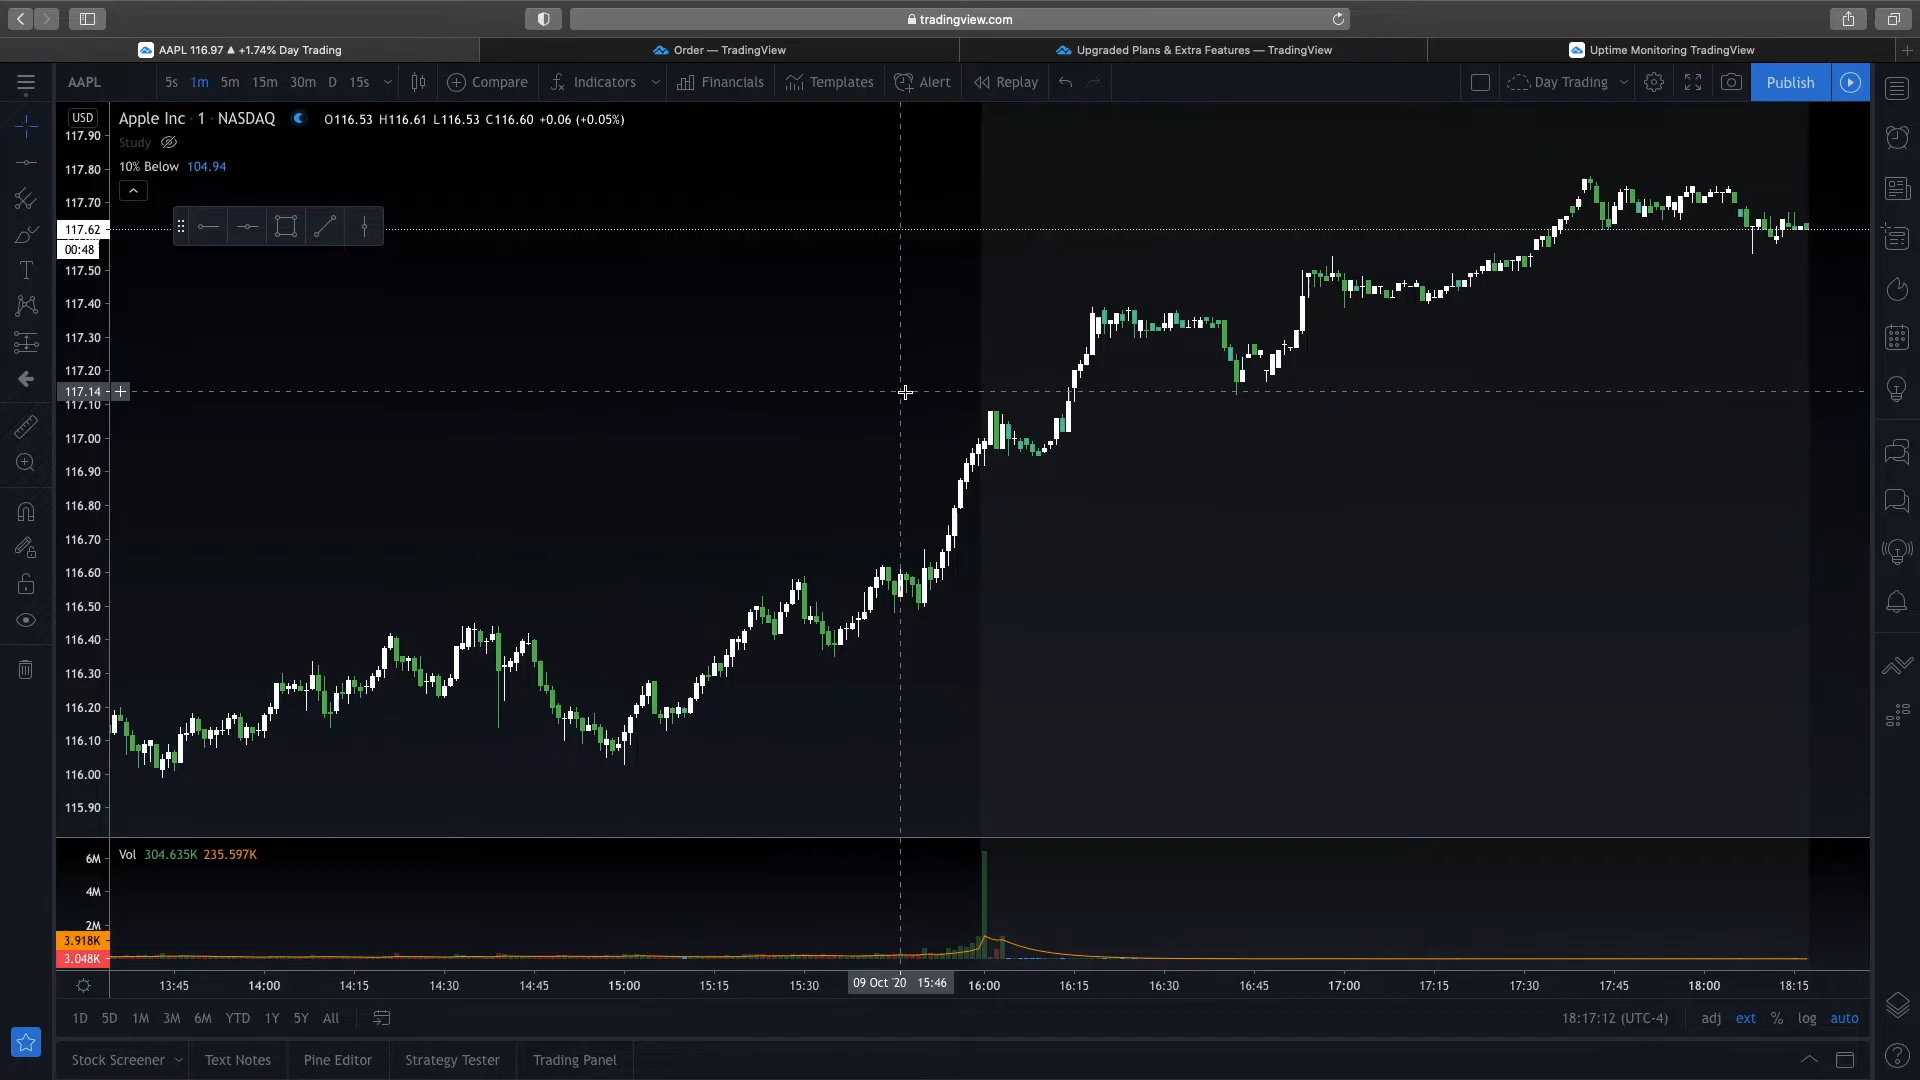 tradingview.com
AAPL 116.97 ▲ +1.74% Day Trading
Order — TradingView
Upgraded Plans & Extra Features — TradingView
Uptime Monitoring TradingView
AAPL 5s 1m 5m 15m 30m D 15s Compare Indicators Financials Templates Alert Replay Day Trading Publish
USD
Apple Inc · 1 · NASDAQ O116.53 H116.61 L116.53 C116.60 +0.06 (+0.05%)
Study
10% Below 104.94
117.90
117.80
117.70
117.62
00:48
117.50
117.40
117.30
117.20
117.14
117.10
117.00
116.90
116.80
116.70
116.60
116.50
116.40
116.30
116.20
116.10
116.00
115.90
Vol 304.635K 235.597K
6M
4M
2M
3.918K
3.048K
13:45 14:00 14:15 14:30 14:45 15:00 15:15 15:30 09 Oct '20 15:46 16:00 16:15 16:30 16:45 17:00 17:15 17:30 17:45 18:00 18:15
1D 5D 1M 3M 6M YTD 1Y 5Y All 18:17:12 (UTC-4) adj ext % log auto
Stock Screener Text Notes Pine Editor Strategy Tester Trading Panel